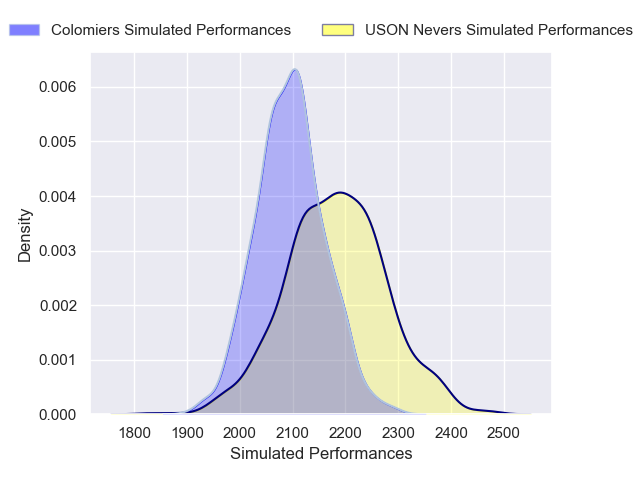 Colomiers Simulated Performances USON Nevers Simulated Performances
0.006
0.005
0.004
0.003
0.002
0.001
0.000
Density
1800 1900 2000 2100 2200 2300 2400 2500
Simulated Performances